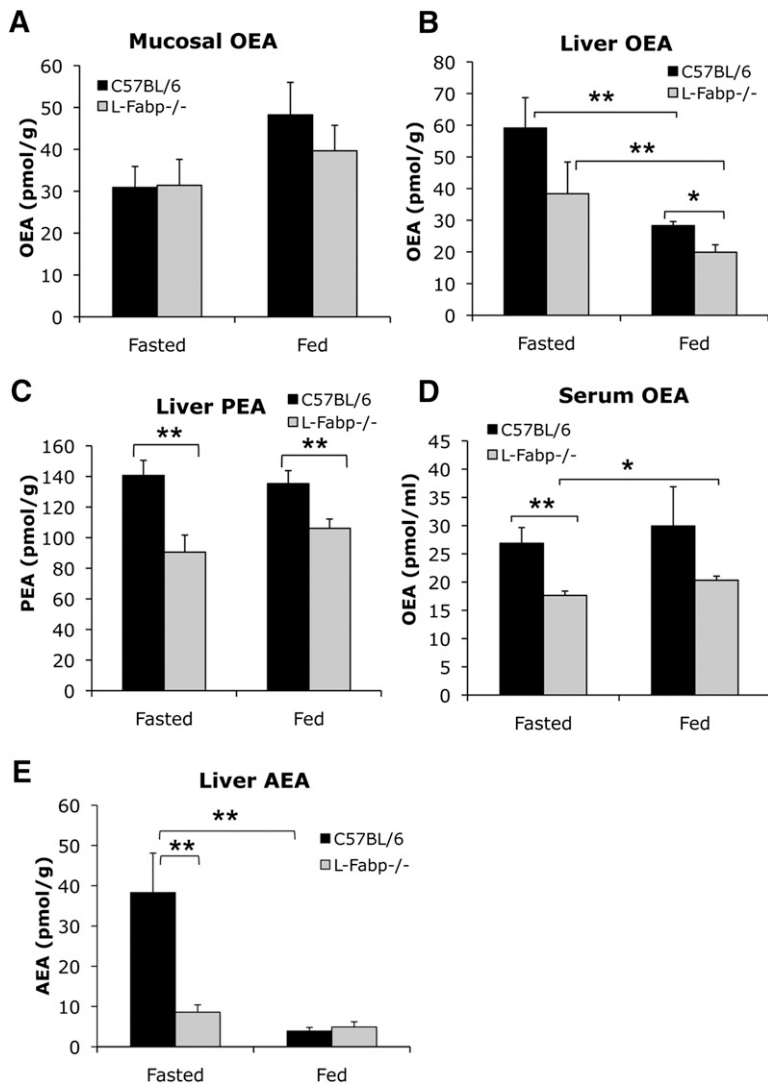 A
Mucosal OEA
C57BL/6
L-Fabp-/-
OEA (pmol/g)
60
50
40
30
20
10
0
Fasted
Fed
B
Liver OEA
C57BL/6
L-Fabp-/-
OEA (pmol/g)
80
70
60
50
40
30
20
10
0
**
**
*
Fasted
Fed
C
Liver PEA
C57BL/6
L-Fabp-/-
PEA (pmol/g)
160
140
120
100
80
60
40
20
0
**
**
Fasted
Fed
D
Serum OEA
C57BL/6
L-Fabp-/-
OEA (pmol/ml)
45
40
35
30
25
20
15
10
5
0
**
*
Fasted
Fed
E
Liver AEA
C57BL/6
L-Fabp-/-
AEA (pmol/g)
60
50
40
30
20
10
0
**
**
Fasted
Fed